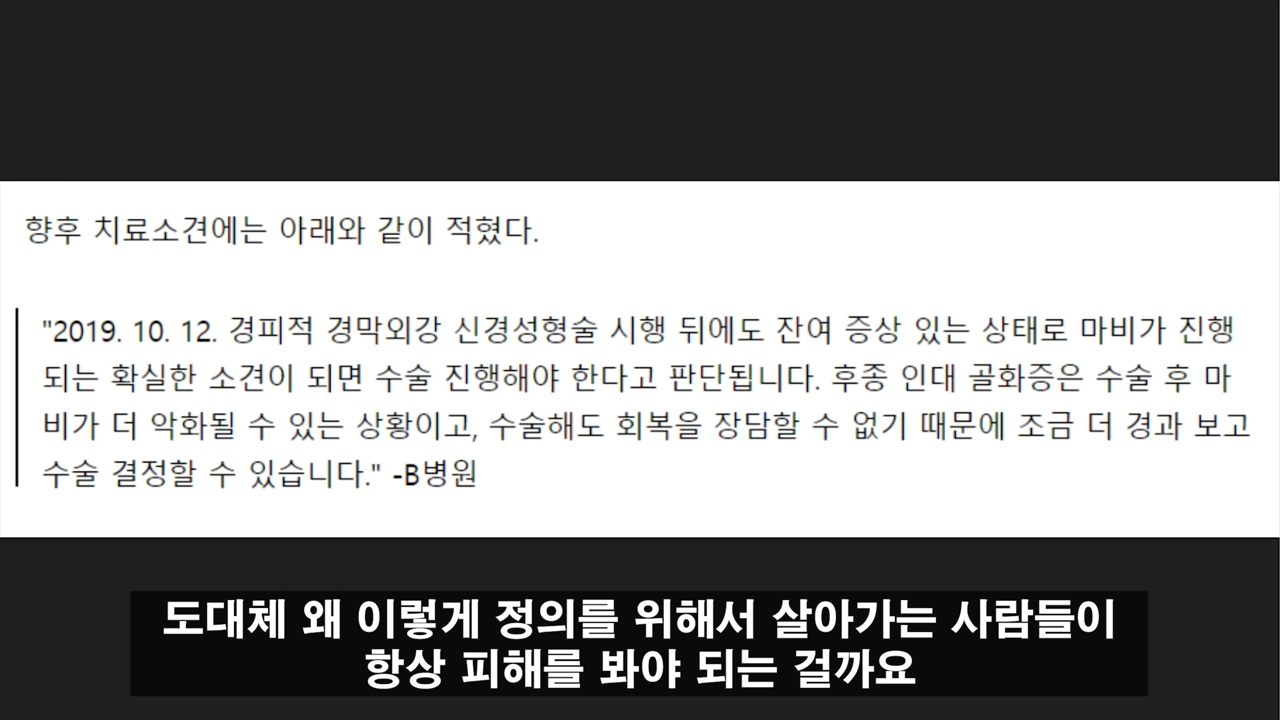 향후 치료소견에는 아래와 같이 적혔다.
"2019. 10. 12. 경피적 경막외강 신경성형술 시행 뒤에도 잔여 증상 있는 상태로 마비가 진행
되는 확실한 소견이 되면 수술 진행해야 한다고 판단됩니다. 후종 인대 골화증은 수술 후 마
비가 더 악화될 수 있는 상황이고, 수술해도 회복을 장담할 수 없기 때문에 조금 더 경과 보고
수술 결정할 수 있습니다." -B병원
도대체 왜 이렇게 정의를 위해서 살아가는 사람들이
항상 피해를 봐야 되는 걸까요